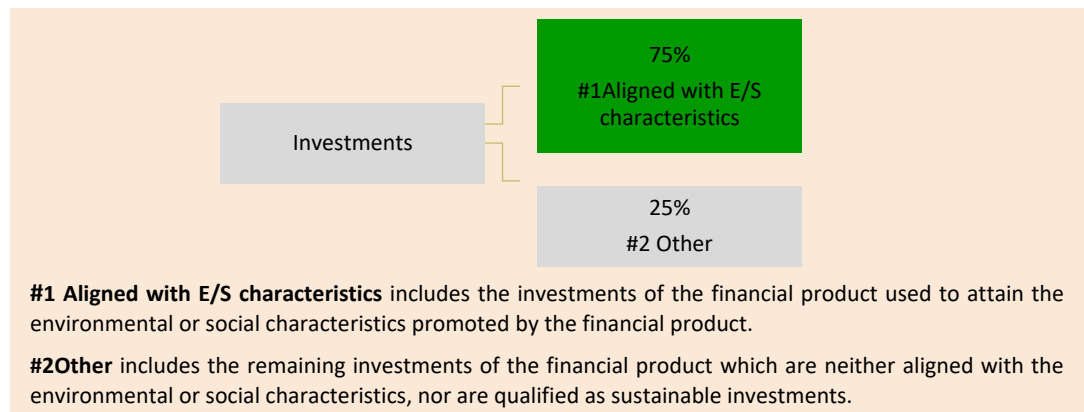 75%
#1Aligned with E/S
characteristics
Investments
25%
#2 Other
#1 Aligned with E/S characteristics includes the investments of the financial product used to attain the
environmental or social characteristics promoted by the financial product.
#2Other includes the remaining investments of the financial product which are neither aligned with the
environmental or social characteristics, nor are qualified as sustainable investments.